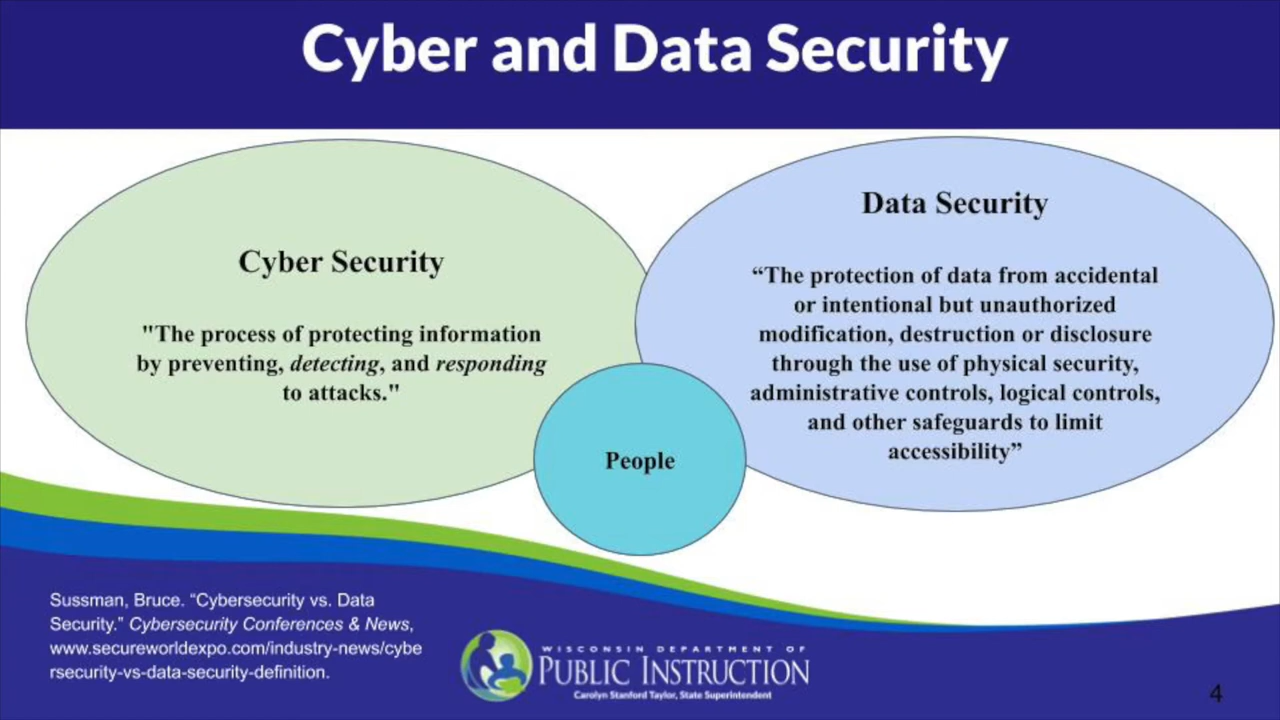 Cyber and Data Security
Cyber Security
"The process of protecting information
by preventing, detecting, and responding
to attacks."
Data Security
“The protection of data from accidental
or intentional but unauthorized
modification, destruction or disclosure
through the use of physical security,
administrative controls, logical controls,
and other safeguards to limit
accessibility”
People
Sussman, Bruce. “Cybersecurity vs. Data
Security.” Cybersecurity Conferences & News,
www.secureworldexpo.com/industry-news/cybe
rsecurity-vs-data-security-definition.
WISCONSIN DEPARTMENT OF
PUBLIC INSTRUCTION
Carolyn Stanford Taylor, State Superintendent
4